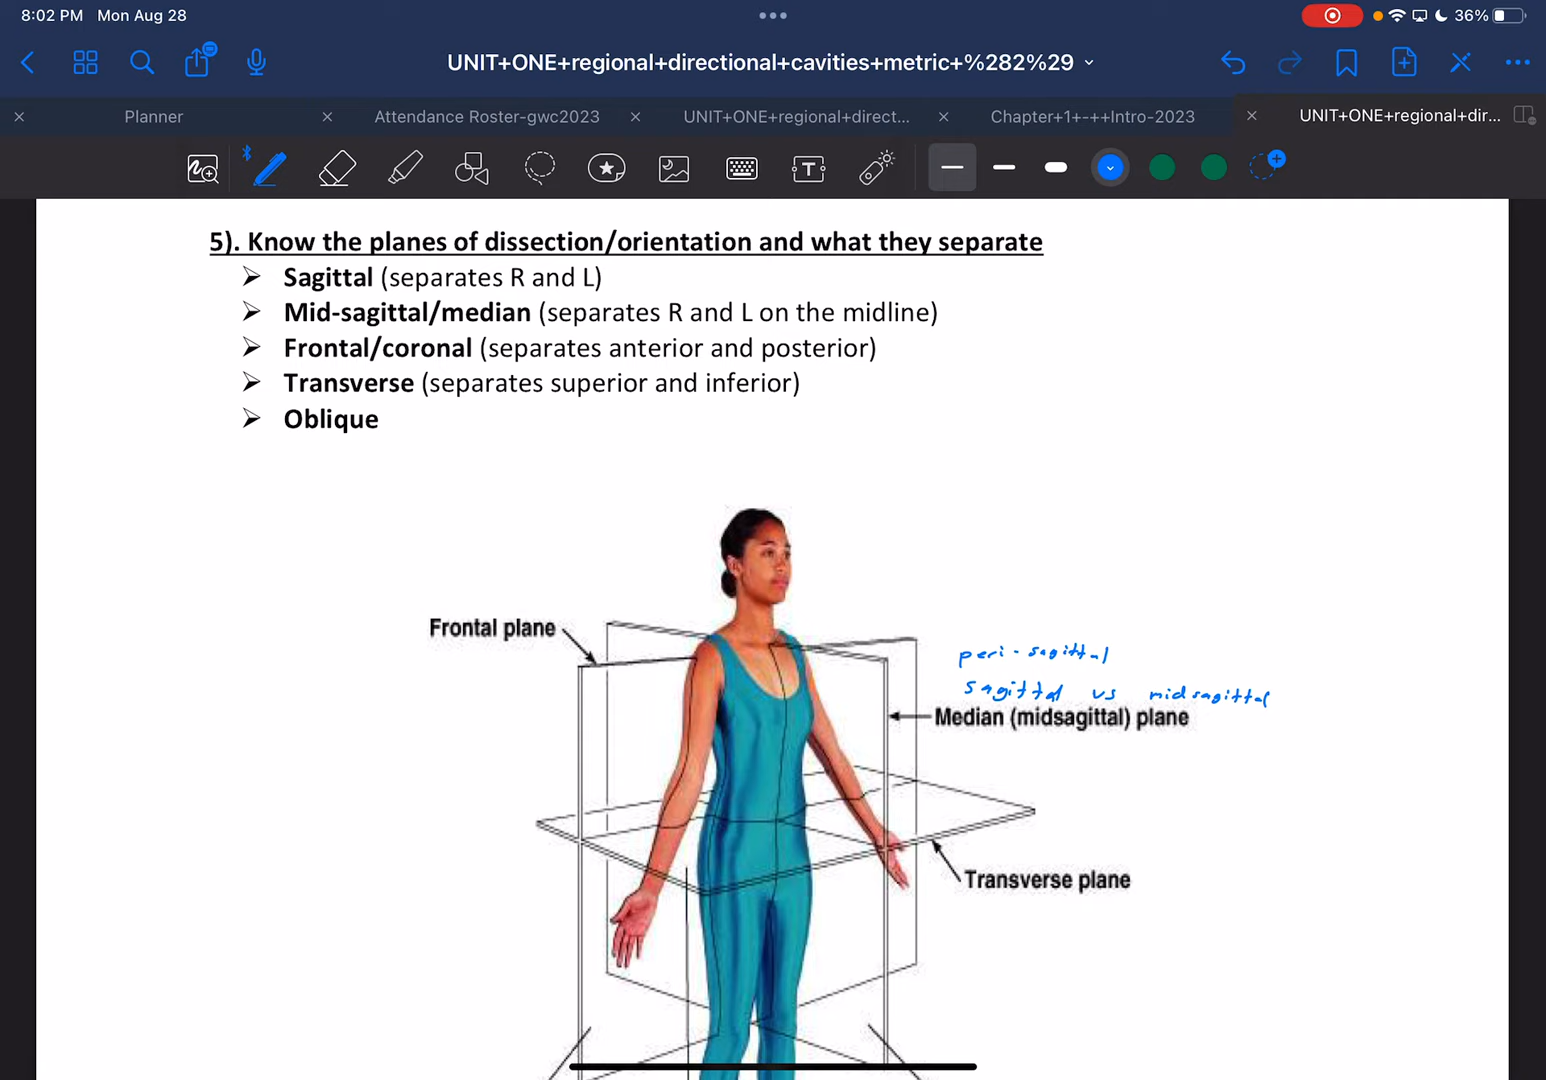 8:02 PM Mon Aug 28
36%
UNIT+ONE+regional+directional+cavities+metric+%282%29
Planner
Attendance Roster-gwc2023
UNIT+ONE+regional+direct...
Chapter+1+-++Intro-2023
UNIT+ONE+regional+dir...
T
5). Know the planes of dissection/orientation and what they separate
➢ Sagittal (separates R and L)
➢ Mid-sagittal/median (separates R and L on the midline)
➢ Frontal/coronal (separates anterior and posterior)
➢ Transverse (separates superior and inferior)
➢ Oblique
Frontal plane
peri-sagittal
sagittal vs midsagittal
Median (midsagittal) plane
Transverse plane